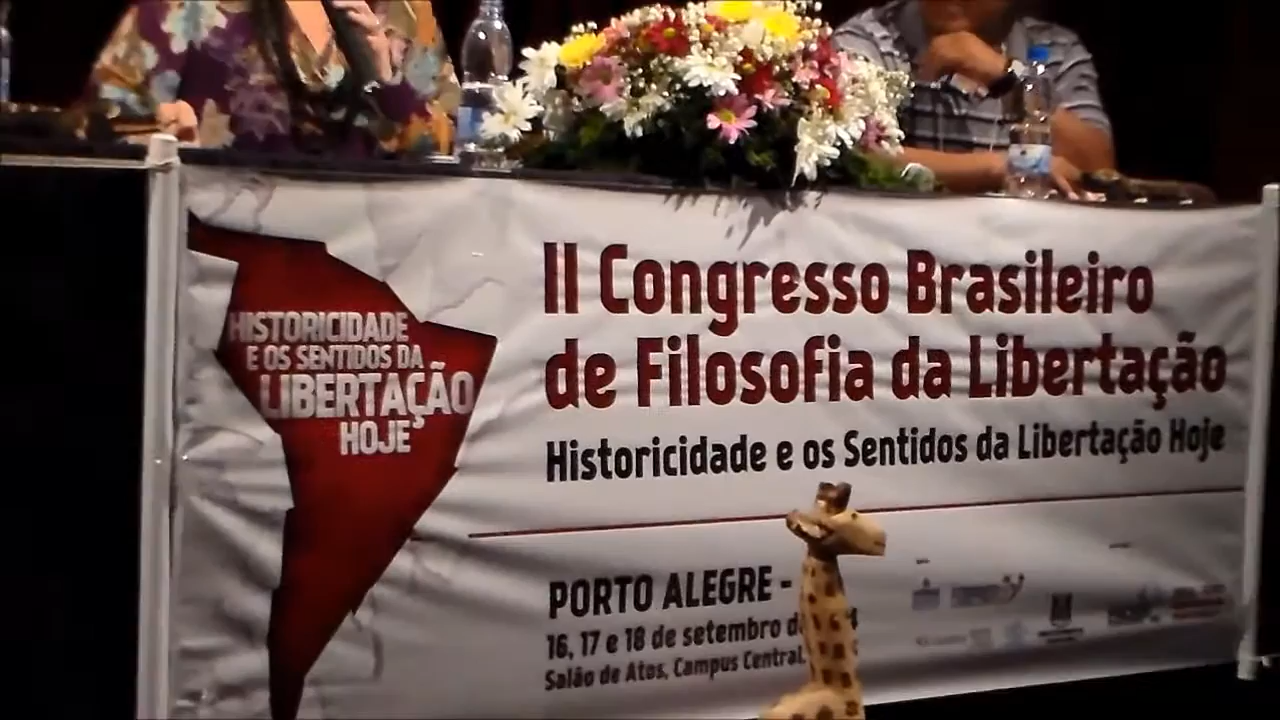 HISTORICIDADE
E OS SENTIDOS DA
LIBERTAÇÃO
HOJE
II Congresso Brasileiro
de Filosofia da Libertação
Historicidade e os Sentidos da Libertação Hoje
PORTO ALEGRE -
16, 17 e 18 de setembro
Salão de Atos, Campus Central